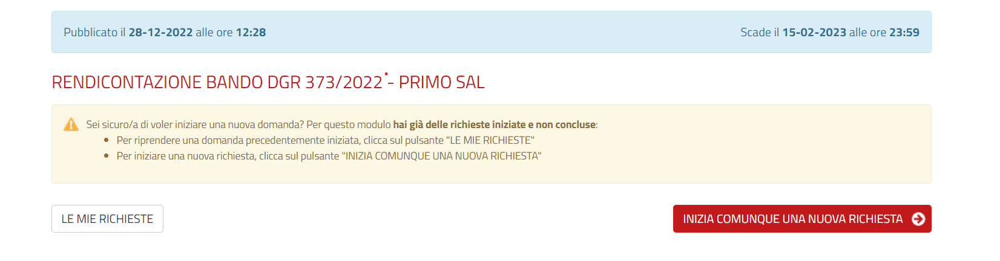 Pubblicato il 28-12-2022 alle ore 12:28
Scade il 15-02-2023 alle ore 23:59
RENDICONTAZIONE BANDO DGR 373/2022 - PRIMO SAL
Sei sicuro/a di voler iniziare una nuova domanda? Per questo modulo hai già delle richieste iniziate e non concluse:
Per riprendere una domanda precedentemente iniziata, clicca sul pulsante "LE MIE RICHIESTE"
Per iniziare una nuova richiesta, clicca sul pulsante "INIZIA COMUNQUE UNA NUOVA RICHIESTA"
LE MIE RICHIESTE
INIZIA COMUNQUE UNA NUOVA RICHIESTA